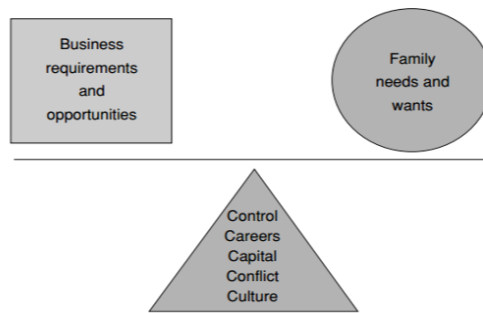 Business
requirements
and
opportunities
Family
needs and
wants
Control
Careers
Capital
Conflict
Culture